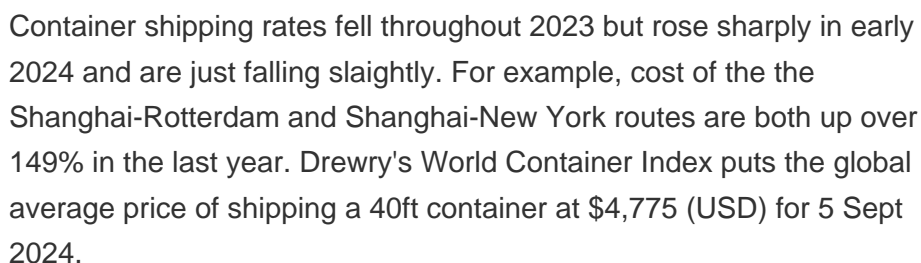 Container shipping rates fell throughout 2023 but rose sharply in early
2024 and are just falling slaightly. For example, cost of the the
Shanghai-Rotterdam and Shanghai-New York routes are both up over
149% in the last year. Drewry's World Container Index puts the global
average price of shipping a 40ft container at $4,775 (USD) for 5 Sept
2024.